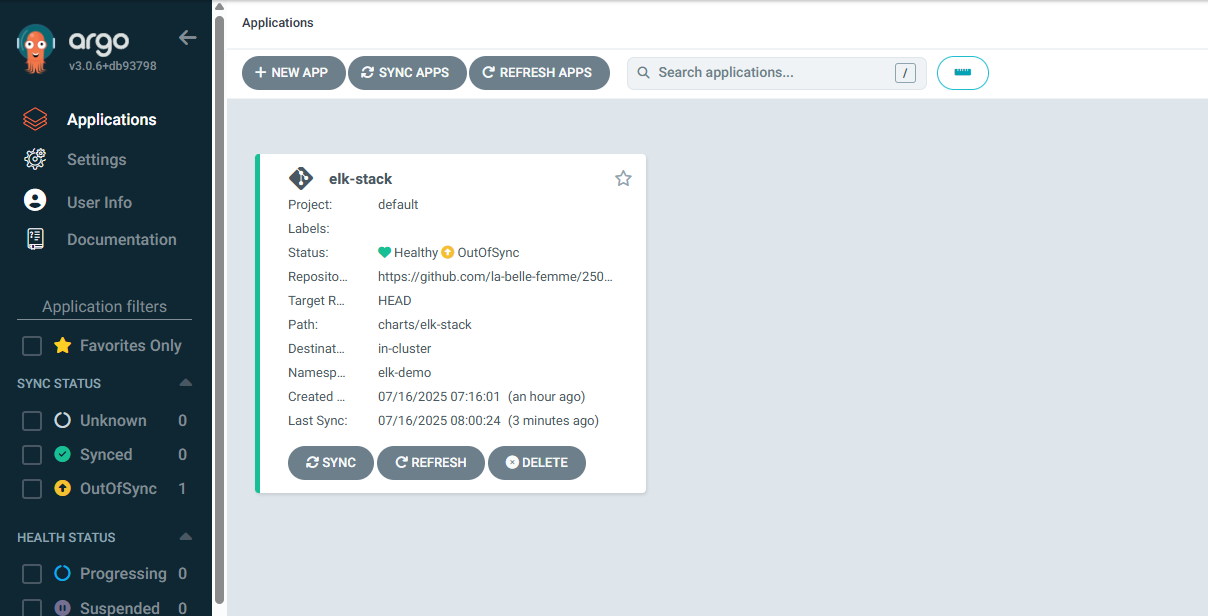 argo
v3.0.6+db93798
Applications
Settings
User Info
Documentation
Application filters
Favorites Only
SYNC STATUS
Unknown 0
Synced 0
OutOfSync 1
HEALTH STATUS
Progressing 0
Suspended 0
Applications
NEW APP SYNC APPS REFRESH APPS Search applications... /
elk-stack
Project: default
Labels:
Status: Healthy OutOfSync
Reposito... https://github.com/la-belle-femme/250...
Target R... HEAD
Path: charts/elk-stack
Destinat... in-cluster
Namesp... elk-demo
Created ... 07/16/2025 07:16:01 (an hour ago)
Last Sync: 07/16/2025 08:00:24 (3 minutes ago)
SYNC REFRESH DELETE